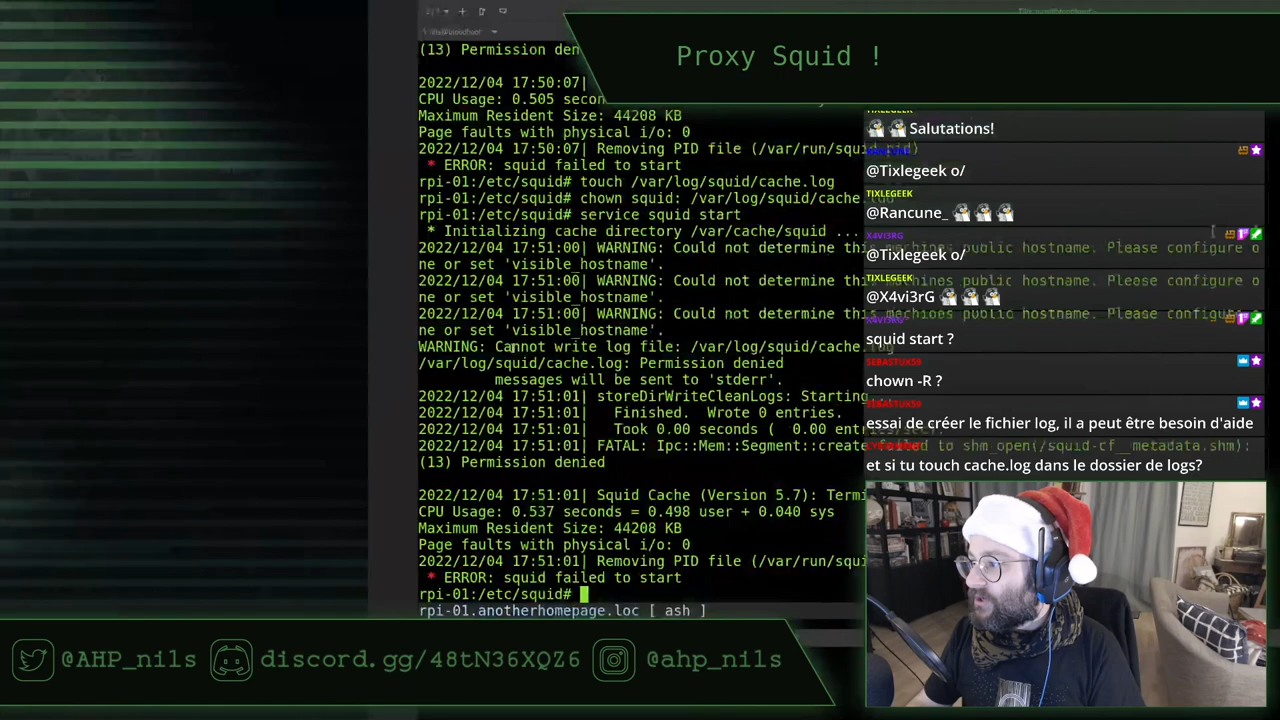 Proxy Squid !
(13) Permission den
2022/12/04 17:50:07|
CPU Usage: 0.505 secon
Maximum Resident Size: 44208 KB
Page faults with physical i/o: 0
2022/12/04 17:50:07| Removing PID file (/var/run/squid.pid)
* ERROR: squid failed to start
rpi-01:/etc/squid# touch /var/log/squid/cache.log
rpi-01:/etc/squid# chown squid: /var/log/squid/cache.log
rpi-01:/etc/squid# service squid start
* Initializing cache directory /var/cache/squid ...
2022/12/04 17:51:00| WARNING: Could not determine this machines public hostname. Please configure o
ne or set 'visible_hostname'.
2022/12/04 17:51:00| WARNING: Could not determine this machines public hostname. Please configure o
ne or set 'visible_hostname'.
2022/12/04 17:51:00| WARNING: Could not determine this machines public hostname. Please configure o
ne or set 'visible_hostname'.
WARNING: Cannot write log file: /var/log/squid/cache.log
/var/log/squid/cache.log: Permission denied
messages will be sent to 'stderr'.
2022/12/04 17:51:01| storeDirWriteCleanLogs: Starting
2022/12/04 17:51:01| Finished. Wrote 0 entries.
2022/12/04 17:51:01| Took 0.00 seconds ( 0.00 entries/sec).
2022/12/04 17:51:01| FATAL: Ipc::Mem::Segment::create failed to shm_open(/squid-cf__metadata.shm):
(13) Permission denied
2022/12/04 17:51:01| Squid Cache (Version 5.7): Termi
CPU Usage: 0.537 seconds = 0.498 user + 0.040 sys
Maximum Resident Size: 44208 KB
Page faults with physical i/o: 0
2022/12/04 17:51:01| Removing PID file (/var/run/squi
* ERROR: squid failed to start
rpi-01:/etc/squid#
rpi-01.anotherhomepage.loc [ ash ]
TIXLEGEEK
Salutations!
@Tixlegeek o/
TIXLEGEEK
@Rancune_
X4VI3RG
@Tixlegeek o/
TIXLEGEEK
@X4vi3rG
X4VI3RG
squid start ?
SEBASTUX59
chown -R ?
SEBASTUX59
essai de créer le fichier log, il a peut être besoin d'aide
et si tu touch cache.log dans le dossier de logs?
@AHP_nils
discord.gg/48tN36XQZ6
@ahp_nils